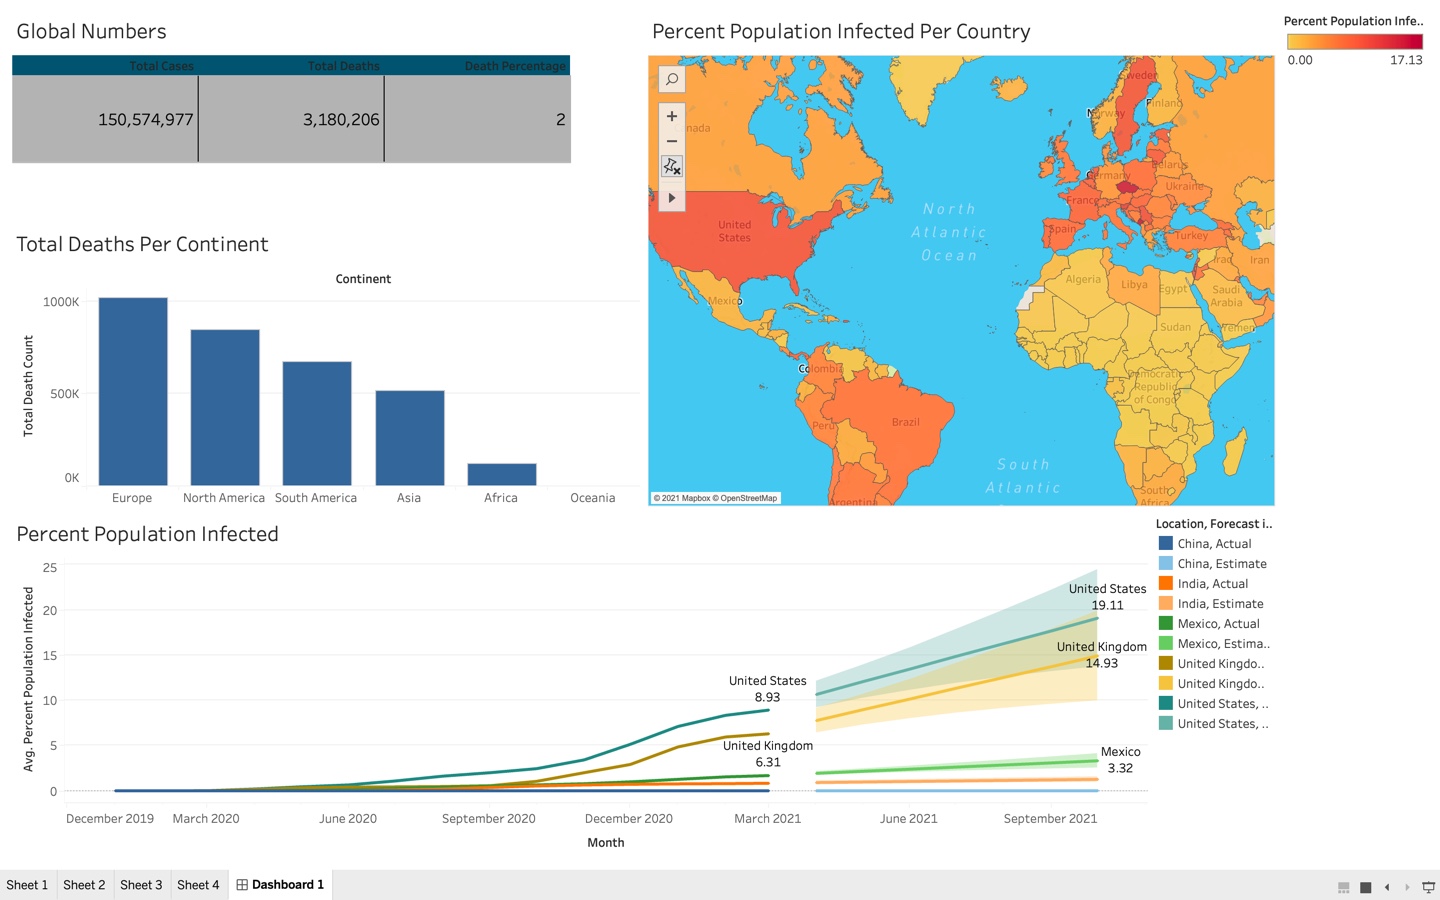 Global Numbers
Total Cases
Total Deaths
Death Percentage
150,574,977
3,180,206
2
Total Deaths Per Continent
Continent
Total Death Count
1000K
500K
0K
Europe
North America
South America
Asia
Africa
Oceania
Percent Population Infected Per Country
Percent Population Infe..
0.00
17.13
nada
United
States
Mexico
Co
Colombia
Peru
Brazil
Argentina
North
Atlantic
Ocean
South
Atlantic
Sweden
Finland
Norway
Belarus
Germany
Ukraine
France
Spain
Turkey
Iraq
Iran
Algeria
Libya
Egypt
Saudi
Arabia
Sudan
Yemen
Democratic
Republic
of Congo
South
Africa
© 2021 Mapbox © OpenStreetMap
Percent Population Infected
Avg. Percent Population Infected
25
20
15
10
5
0
United States
8.93
United Kingdom
6.31
United States
19.11
United Kingdom
14.93
Mexico
3.32
December 2019
March 2020
June 2020
September 2020
December 2020
March 2021
June 2021
September 2021
Month
Location, Forecast i..
China, Actual
China, Estimate
India, Actual
India, Estimate
Mexico, Actual
Mexico, Estima..
United Kingdo..
United Kingdo..
United States, ..
United States, ..
Sheet 1
Sheet 2
Sheet 3
Sheet 4
Dashboard 1